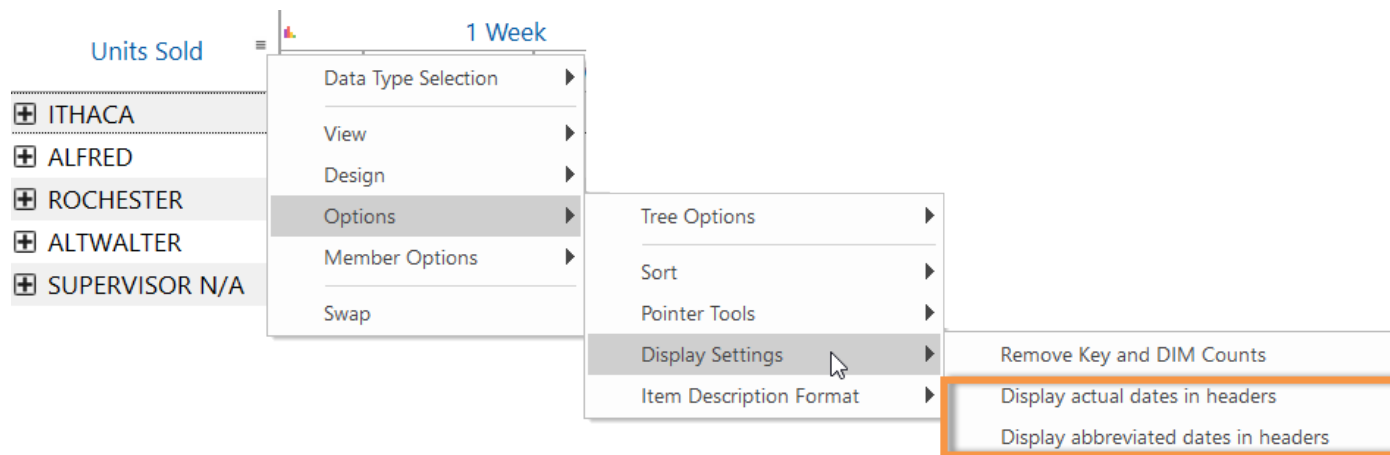 Units Sold
1 Week
ITHACA
ALFRED
ROCHESTER
ALTWALTER
SUPERVISOR N/A
Data Type Selection
View
Design
Options
Member Options
Swap
Tree Options
Sort
Pointer Tools
Display Settings
Item Description Format
Remove Key and DIM Counts
Display actual dates in headers
Display abbreviated dates in headers